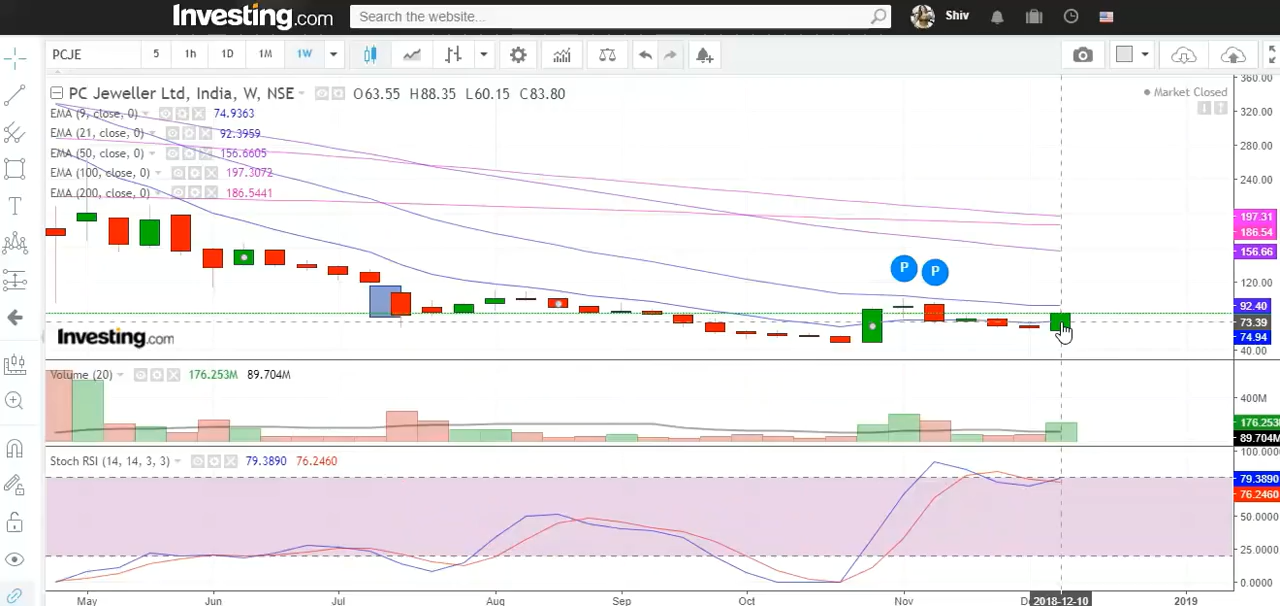 Investing.com Search the website... Shiv
PCJE 5 1h 1D 1M 1W
PC Jeweller Ltd, India, W, NSE O63.55 H88.35 L60.15 C83.80 Market Closed
EMA (9, close, 0) 74.9363
EMA (21, close, 0) 92.3959
EMA (50, close, 0) 156.6605
EMA (100, close, 0) 197.3072
EMA (200, close, 0) 186.5441
360.00
320.00
280.00
240.00
197.31
186.54
156.66
120.00
92.40
73.39
74.94
40.00
P P
T
Investing.com
Volume (20) 176.253M 89.704M
400M
176.253
89.704M
Stoch RSI (14, 14, 3, 3) 79.3890 76.2460
100.0000
79.3890
76.2460
50.0000
25.0000
0.0000
May Jun Jul Aug Sep Oct Nov 2018-12-10 2019